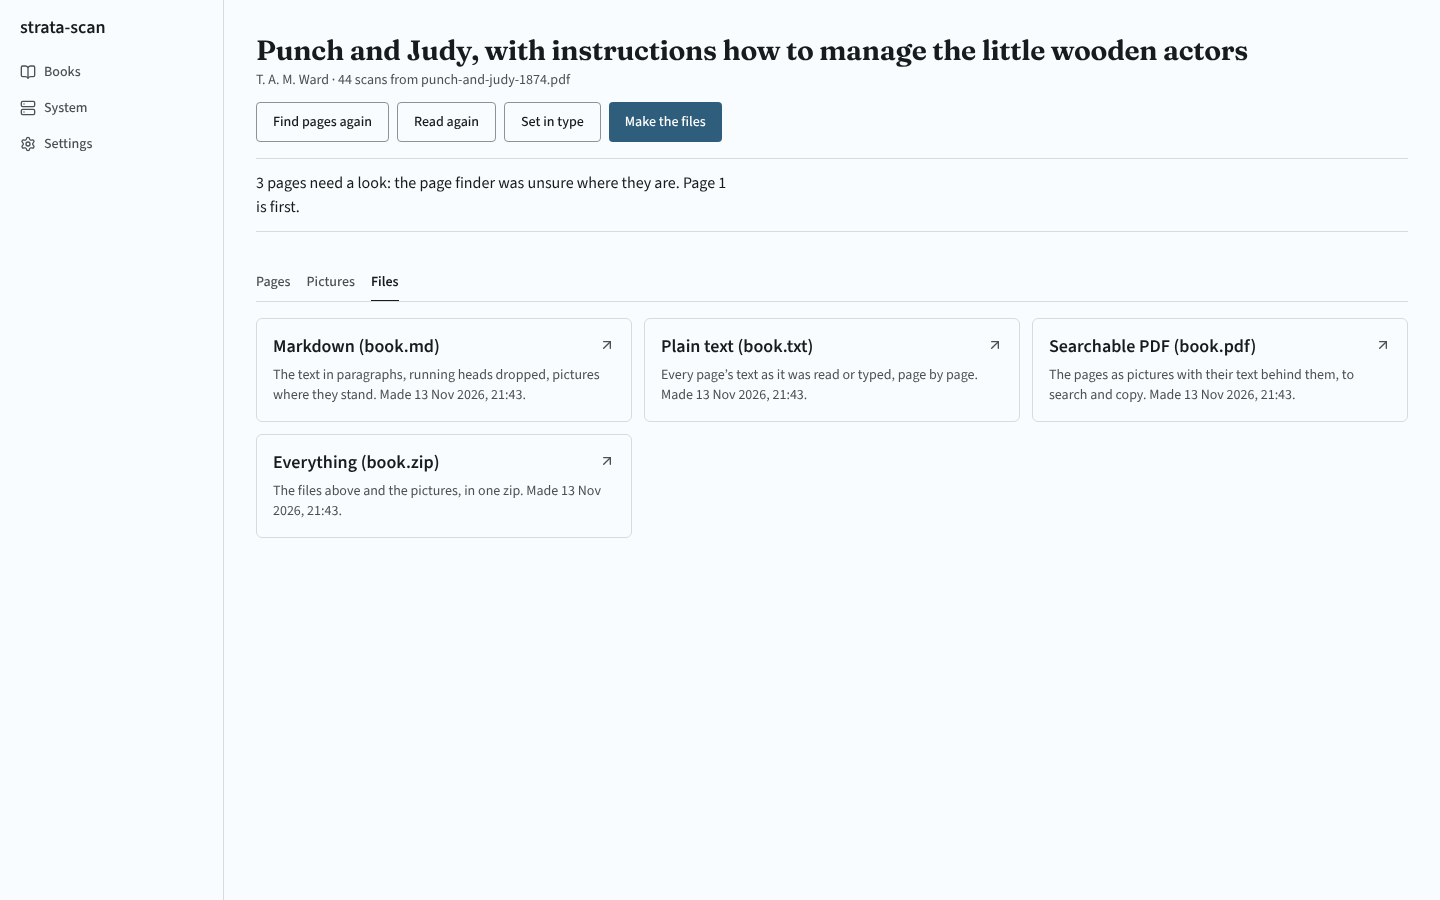 strata-scan
Books
System
Settings
Punch and Judy, with instructions how to manage the little wooden actors
T. A. M. Ward · 44 scans from punch-and-judy-1874.pdf
Find pages again
Read again
Set in type
Make the files
3 pages need a look: the page finder was unsure where they are. Page 1
is first.
Pages
Pictures
Files
Markdown (book.md)
The text in paragraphs, running heads dropped, pictures
where they stand. Made 13 Nov 2026, 21:43.
Plain text (book.txt)
Every page’s text as it was read or typed, page by page.
Made 13 Nov 2026, 21:43.
Searchable PDF (book.pdf)
The pages as pictures with their text behind them, to
search and copy. Made 13 Nov 2026, 21:43.
Everything (book.zip)
The files above and the pictures, in one zip. Made 13 Nov
2026, 21:43.